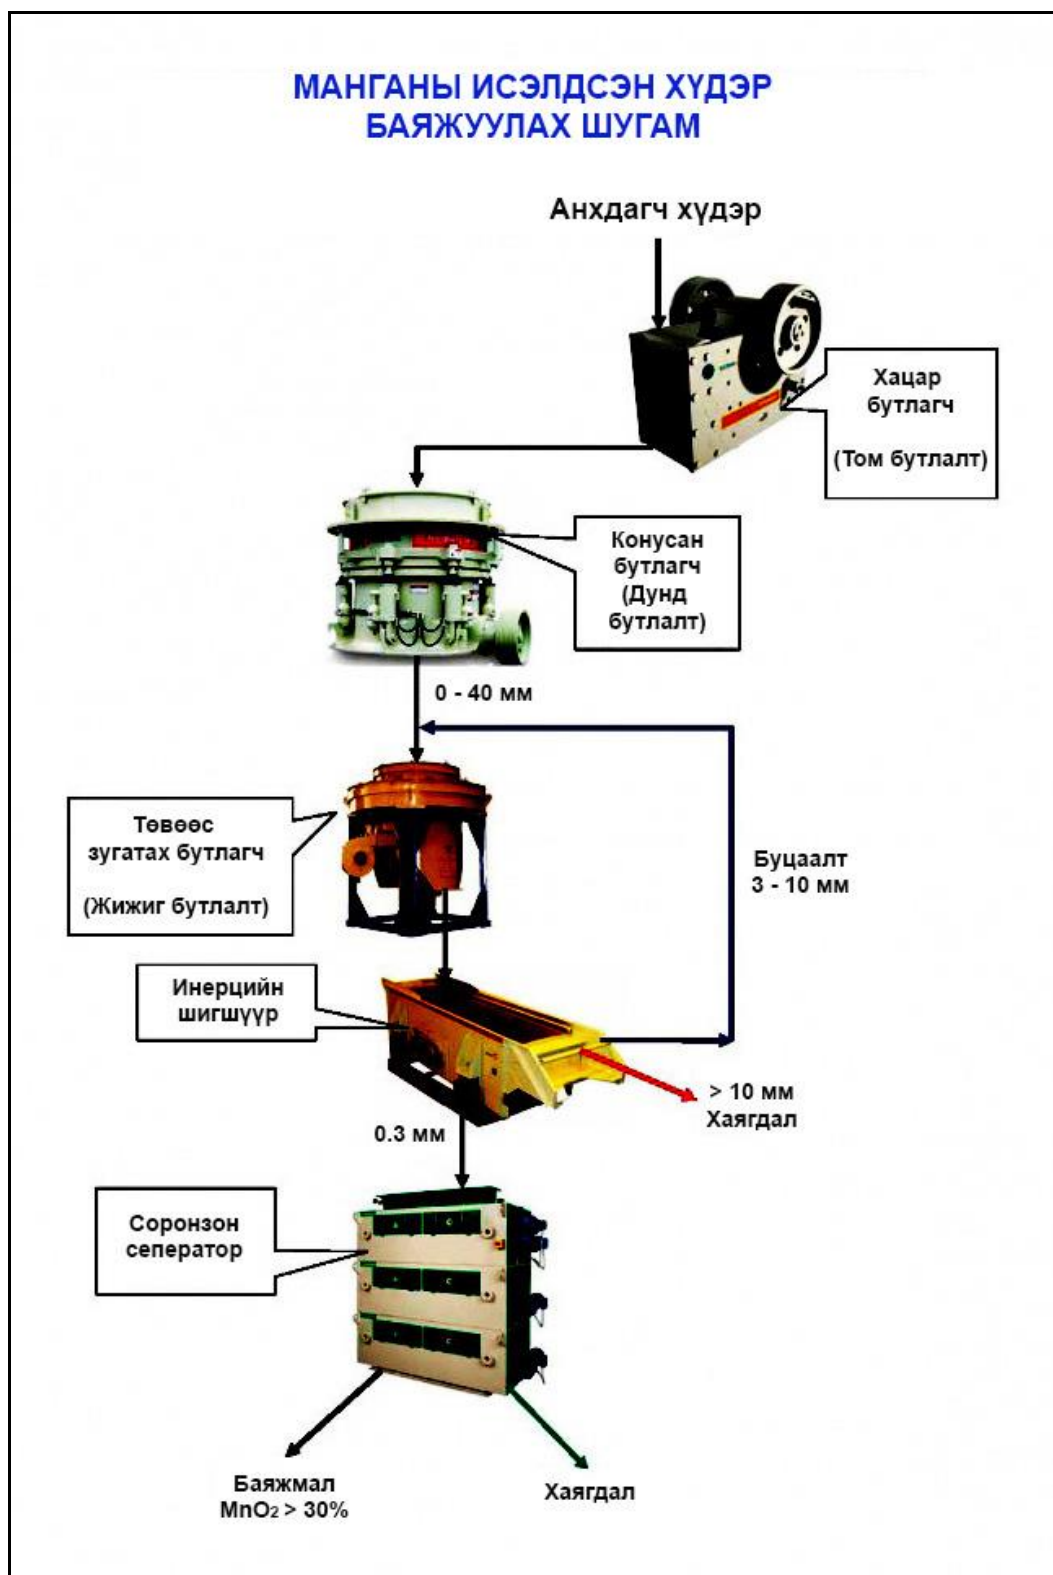 МАНГАНЫ ИСЭЛДСЭН ХҮДЭР
БАЯЖУУЛАХ ШУГАМ
Анхдагч хүдэр
Хацар
бутлагч
(Том бутлалт)
Конусан
бутлагч
(Дунд
бутлалт)
0 - 40 мм
Төвөөс
зугатах бутлагч
(Жижиг бутлалт)
Буцаалт
3 - 10 мм
Инерцийн
шигшүүр
> 10 мм
Хаягдал
0.3 мм
Соронзон
сеператор
Баяжмал
MnO₂ > 30%
Хаягдал